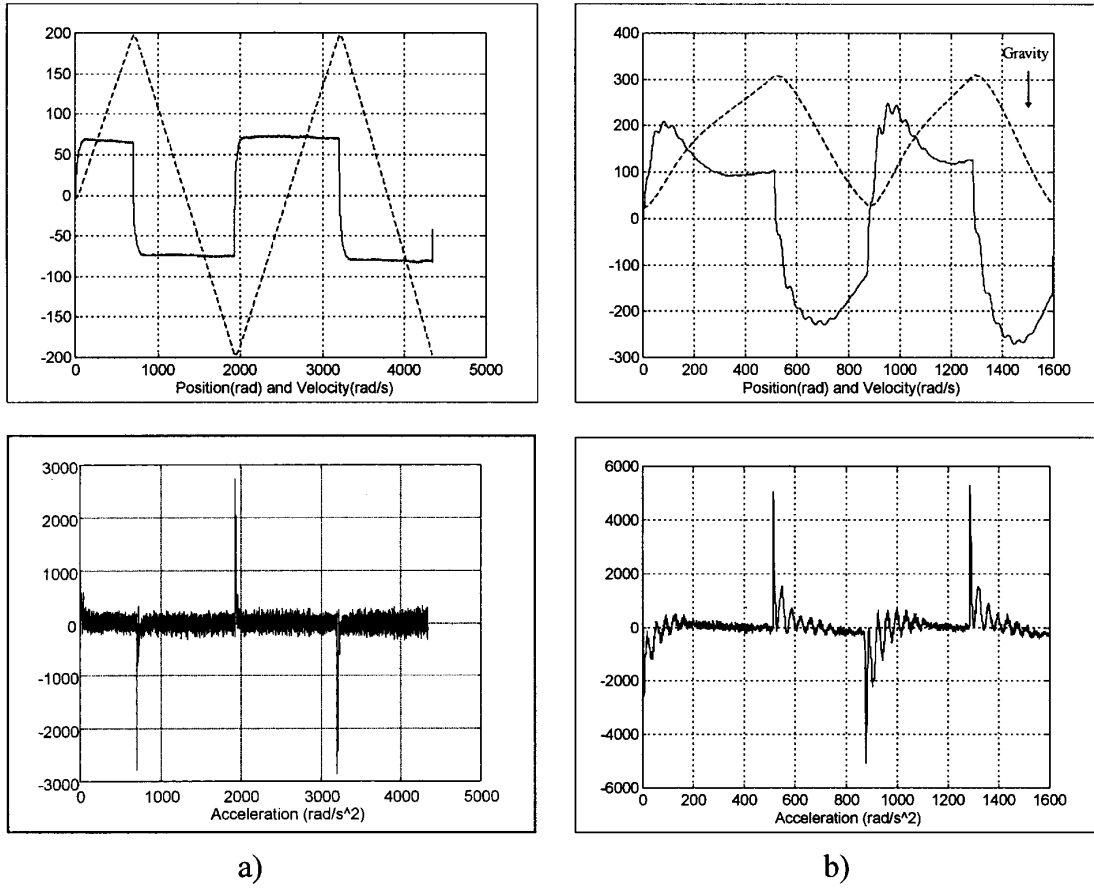 200
150
100
50
0
-50
-100
-150
-200
0 1000 2000 3000 4000 5000
Position(rad) and Velocity(rad/s)
400
300
200
100
0
-100
-200
-300
Gravity
0 200 400 600 800 1000 1200 1400 1600
Position(rad) and Velocity(rad/s)
3000
2000
1000
0
-1000
-2000
-3000
0 1000 2000 3000 4000 5000
Acceleration (rad/s^2)
6000
4000
2000
0
-2000
-4000
-6000
0 200 400 600 800 1000 1200 1400 1600
Acceleration (rad/s^2)
a)
b)